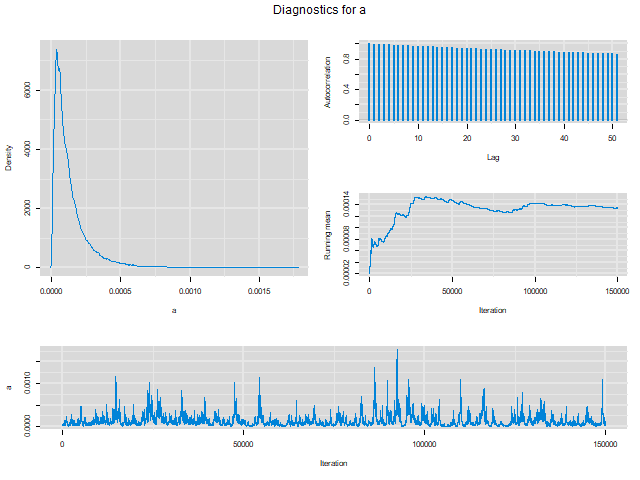 Diagnostics for a
Density
0 2000 4000 6000
0.0000 0.0005 0.0010 0.0015
a
Autocorrelation
0.0 0.4 0.8
0 10 20 30 40 50
Lag
Running mean
0.00002 0.00008 0.00014
0 50000 100000 150000
Iteration
a
0.0000 0.0010
0 50000 100000 150000
Iteration